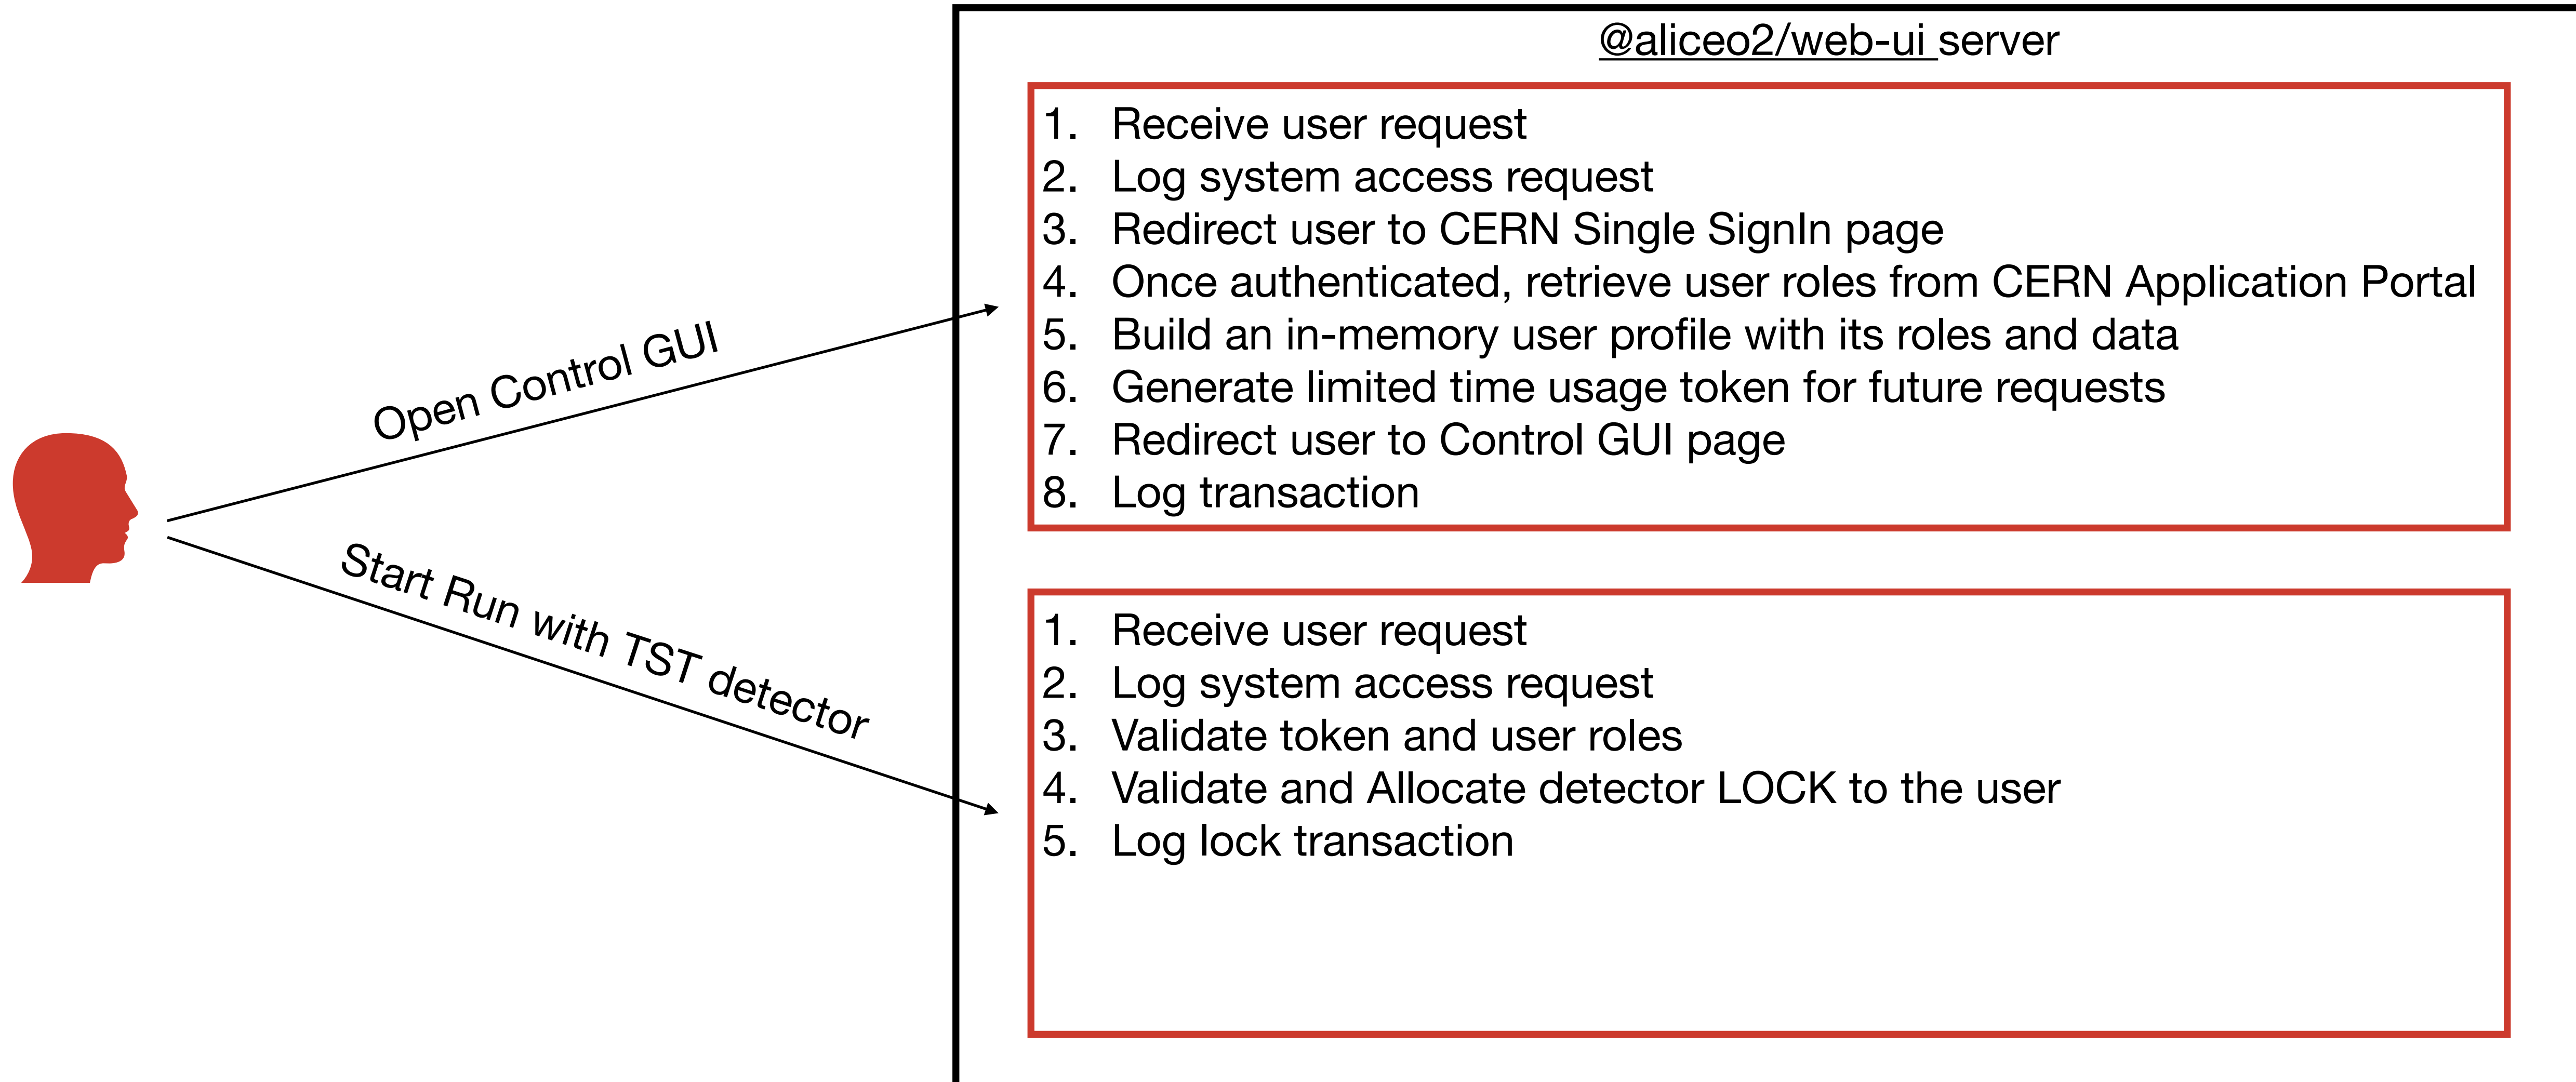 @aliceo2/web-ui server
1. Receive user request
2. Log system access request
3. Redirect user to CERN Single SignIn page
4. Once authenticated, retrieve user roles from CERN Application Portal
5. Build an in-memory user profile with its roles and data
6. Generate limited time usage token for future requests
7. Redirect user to Control GUI page
8. Log transaction
Open Control GUI
Start Run with TST detector
1. Receive user request
2. Log system access request
3. Validate token and user roles
4. Validate and Allocate detector LOCK to the user
5. Log lock transaction